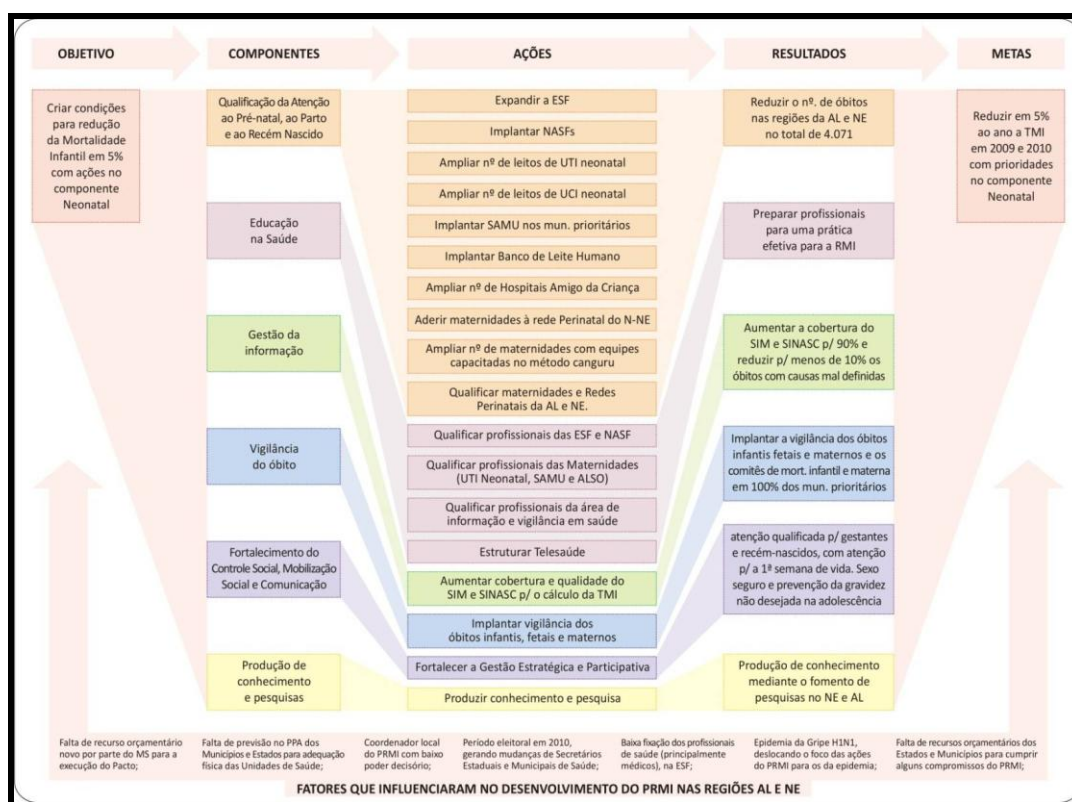 OBJETIVO
COMPONENTES
AÇÕES
RESULTADOS
METAS
Criar condições
para redução
da Mortalidade
Infantil em 5%
com ações no
componente
Neonatal
Qualificação da Atenção
ao Pré-natal, ao Parto
e ao Recém Nascido
Educação
na Saúde
Gestão da
informação
Vigilância
do óbito
Fortalecimento do
Controle Social, Mobilização
Social e Comunicação
Produção de
conhecimento
e pesquisas
Expandir a ESF
Implantar NASFs
Ampliar nº de leitos de UTI neonatal
Ampliar nº de leitos de UCI neonatal
Implantar SAMU nos mun. prioritários
Implantar Banco de Leite Humano
Ampliar nº de Hospitais Amigo da Criança
Aderir maternidades à rede Perinatal do N-NE
Ampliar nº de maternidades com equipes
capacitadas no método canguru
Qualificar maternidades e Redes
Perinatais da AL e NE.
Qualificar profissionais das ESF e NASF
Qualificar profissionais das Maternidades
(UTI Neonatal, SAMU e ALSO)
Qualificar profissionais da área de
informação e vigilância em saúde
Estruturar Telesaúde
Aumentar cobertura e qualidade do
SIM e SINASC p/ o cálculo da TMI
Implantar vigilância dos
óbitos infantis, fetais e maternos
Fortalecer a Gestão Estratégica e Participativa
Produzir conhecimento e pesquisa
Reduzir o nº. de óbitos
nas regiões da AL e NE
no total de 4.071
Preparar profissionais
para uma prática
efetiva para a RMI
Aumentar a cobertura do
SIM e SINASC p/ 90% e
reduzir p/ menos de 10% os
óbitos com causas mal definidas
Implantar a vigilância dos óbitos
infantis fetais e maternos e os
comitês de mort. infantil e materna
em 100% dos mun. prioritários
atenção qualificada p/ gestantes
e recém-nascidos, com atenção
p/ a 1ª semana de vida. Sexo
seguro e prevenção da gravidez
não desejada na adolescência
Produção de conhecimento
mediante o fomento de
pesquisas no NE e AL
Reduzir em 5%
ao ano a TMI
em 2009 e 2010
com prioridades
no componente
Neonatal
Falta de recurso orçamentário
novo por parte do MS para a
execução do Pacto;
Falta de previsão no PPA dos
Municípios e Estados para adequação
física das Unidades de Saúde;
Coordenador local
do PRMI com baixo
poder decisório;
Período eleitoral em 2010,
gerando mudanças de Secretários
Estaduais e Municipais de Saúde;
Baixa fixação dos profissionais
de saúde (principalmente
médicos), na ESF;
Epidemia da Gripe H1N1,
deslocando o foco das ações
do PRMI para os da epidemia;
Falta de recursos orçamentários dos
Estados e Municípios para cumprir
alguns compromissos do PRMI;
FATORES QUE INFLUENCIARAM NO DESENVOLVIMENTO DO PRMI NAS REGIÕES AL E NE